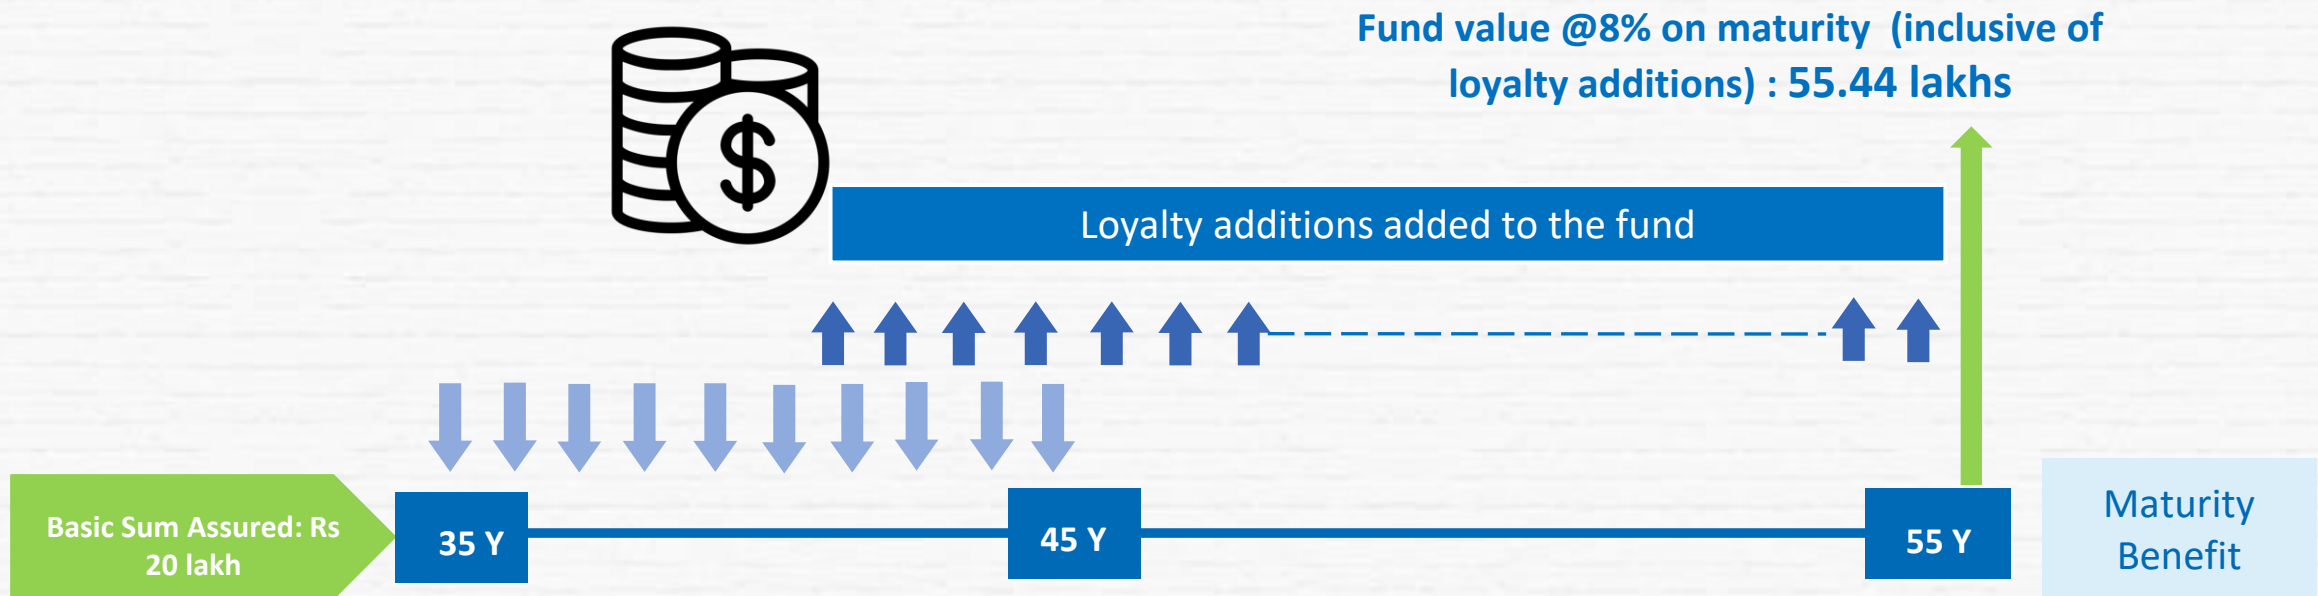 Fund value @8% on maturity (inclusive of
loyalty additions) : 55.44 lakhs
$
Loyalty additions added to the fund
Basic Sum Assured: Rs
20 lakh
35 Y
45 Y
55 Y
Maturity
Benefit